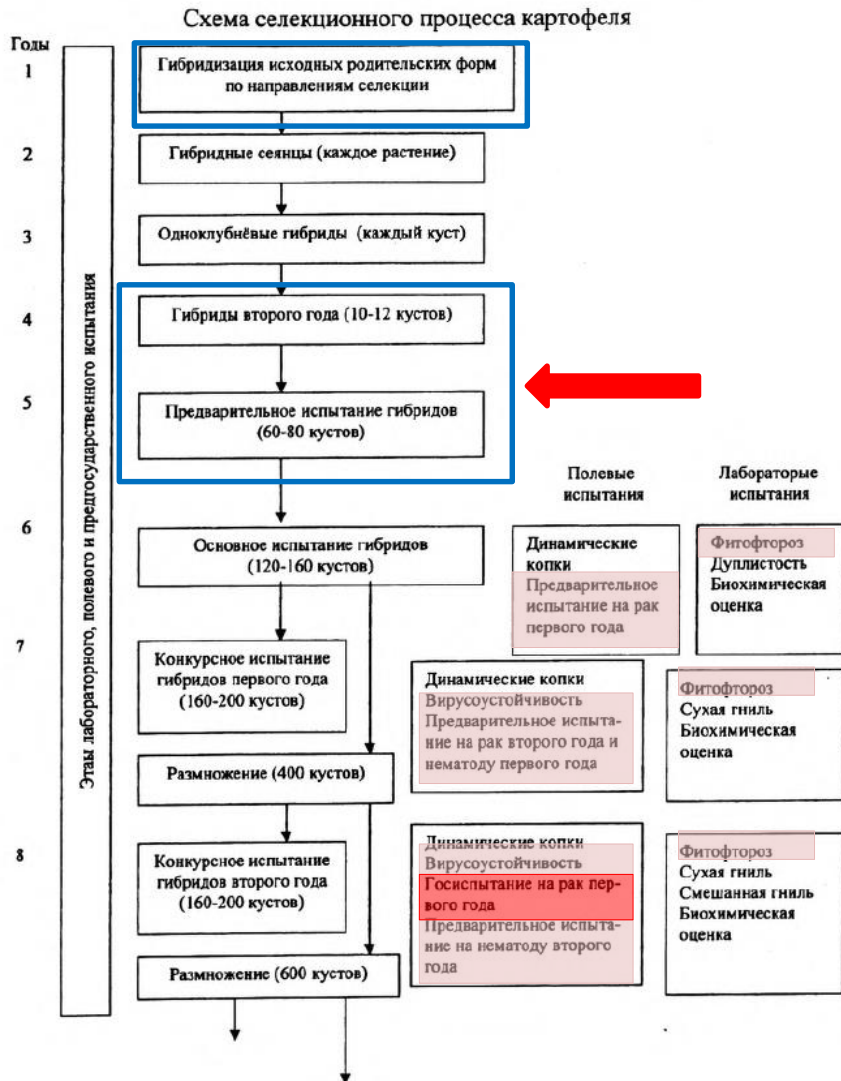 Схема селекционного процесса картофеля
Годы
1
Гибридизация исходных родительских форм
по направлениям селекции
2
Гибридные сеянцы (каждое растение)
3
Одноклубнёвые гибриды (каждый куст)
4
Гибриды второго года (10-12 кустов)
5
Предварительное испытание гибридов
(60-80 кустов)
Этаы лабораторного, полевого и предгосударственного испытания
Полевые
испытания
Лабораторые
испытания
6
Основное испытание гибридов
(120-160 кустов)
Динамические
копки
Предварительное
испытание на рак
первого года
Фитофтороз
Дуплистость
Биохимическая
оценка
7
Конкурсное испытание
гибридов первого года
(160-200 кустов)
Динамические копки
Вирусоустойчивость
Предварительное испыта-
ние на рак второго года и
нематоду первого года
Фитофтороз
Сухая гниль
Биохимическая
оценка
Размножение (400 кустов)
8
Конкурсное испытание
гибридов второго года
(160-200 кустов)
Динамические копки
Вирусоустойчивость
Госиспытание на рак пер-
вого года
Предварительное испыта-
ние на нематоду второго
года
Фитофтороз
Сухая гниль
Смешанная гниль
Биохимическая
оценка
Размножение (600 кустов)